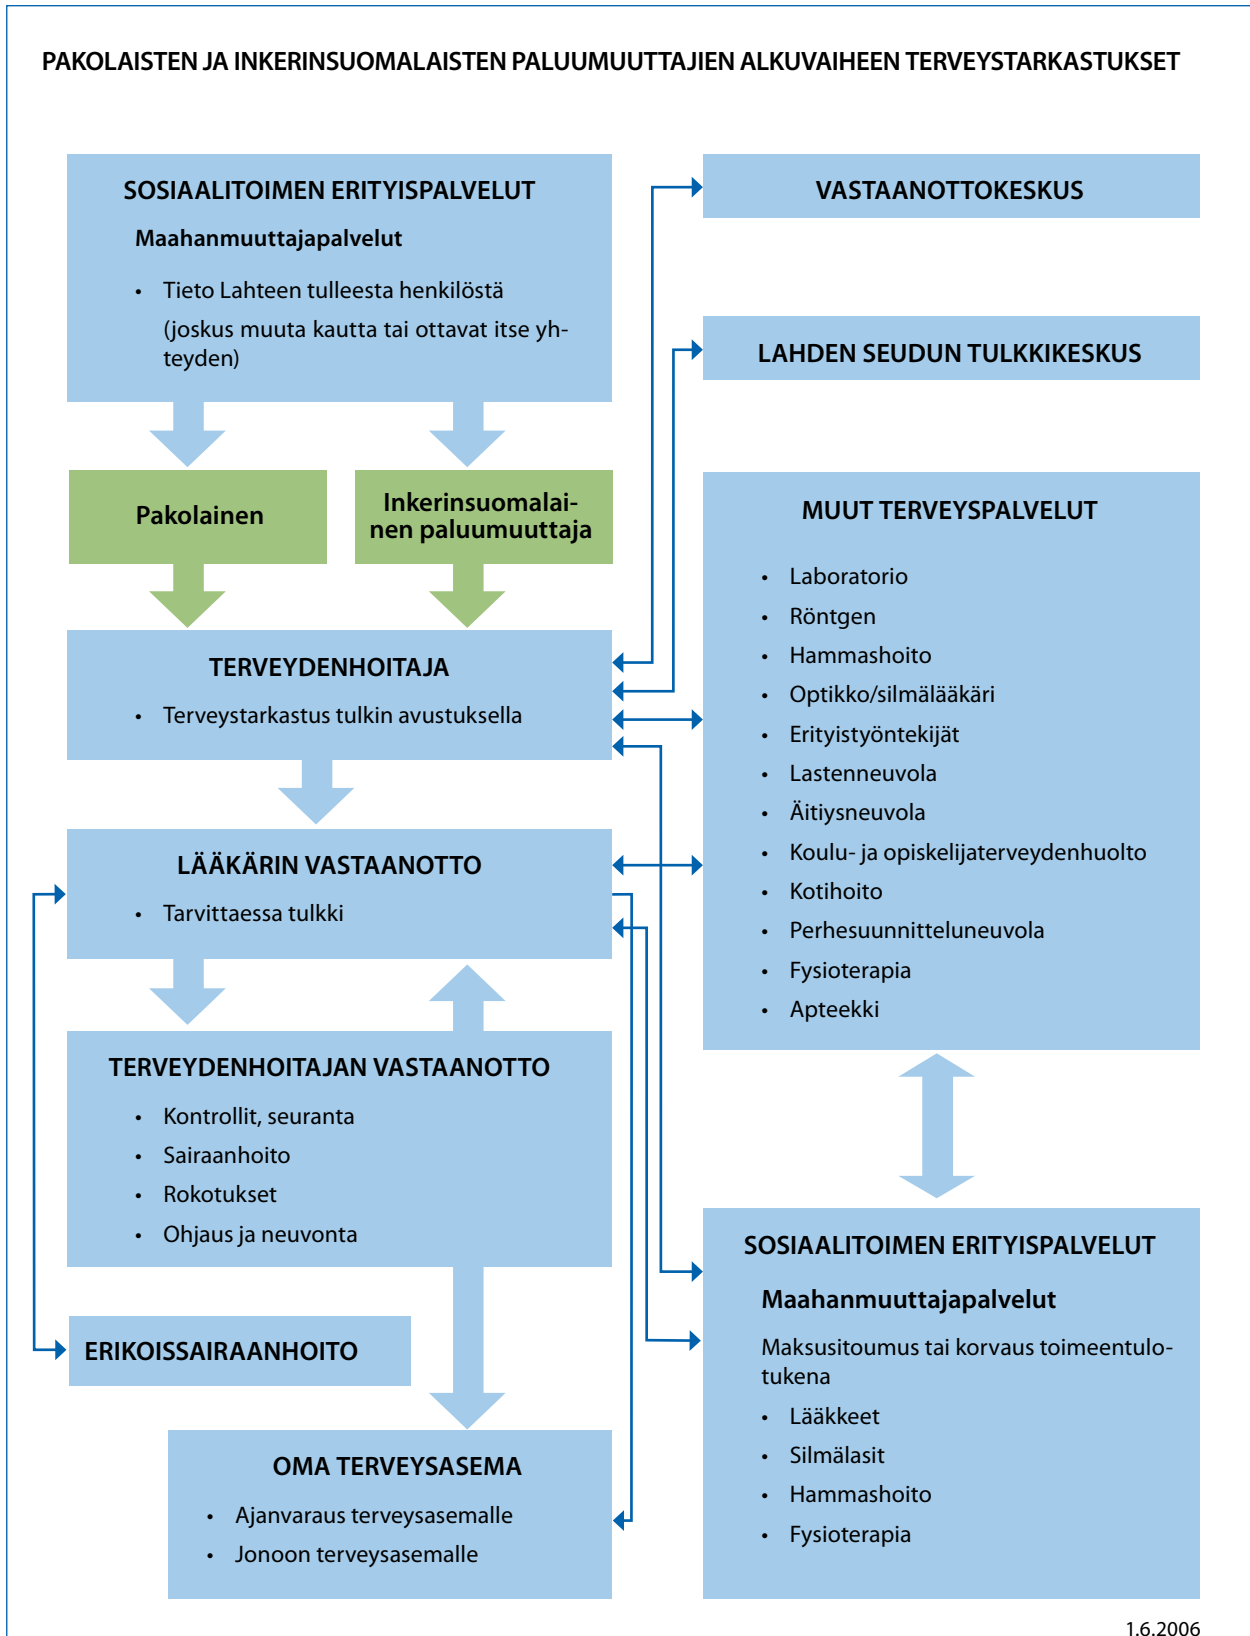 PAKOLAISTEN JA INKERINSUOMALAISTEN PALUUMUUTTAJIEN ALKUVAIHEEN TERVEYSTARKASTUKSET
SOSIAALITOIMEN ERITYISPALVELUT
Maahanmuuttajapalvelut
• Tieto Lahteen tulleesta henkilöstä
(joskus muuta kautta tai ottavat itse yh-
teyden)
VASTAANOTTOKESKUS
LAHDEN SEUDUN TULKKIKESKUS
Pakolainen
Inkerinsuomalai-
nen paluumuuttaja
MUUT TERVEYSPALVELUT
• Laboratorio
• Röntgen
• Hammashoito
• Optikko/silmälääkäri
• Erityistyöntekijät
• Lastenneuvola
• Äitiysneuvola
• Koulu- ja opiskelijaterveydenhuolto
• Kotihoito
• Perhesuunnitteluneuvola
• Fysioterapia
• Apteekki
TERVEYDENHOITAJA
• Terveystarkastus tulkin avustuksella
LÄÄKÄRIN VASTAANOTTO
• Tarvittaessa tulkki
TERVEYDENHOITAJAN VASTAANOTTO
• Kontrollit, seuranta
• Sairaanhoito
• Rokotukset
• Ohjaus ja neuvonta
ERIKOISSAIRAANHOITO
OMA TERVEYSASEMA
• Ajanvaraus terveysasemalle
• Jonoon terveysasemalle
SOSIAALITOIMEN ERITYISPALVELUT
Maahanmuuttajapalvelut
Maksusitoumus tai korvaus toimeentulo-
tukena
• Lääkkeet
• Silmälasit
• Hammashoito
• Fysioterapia
1.6.2006